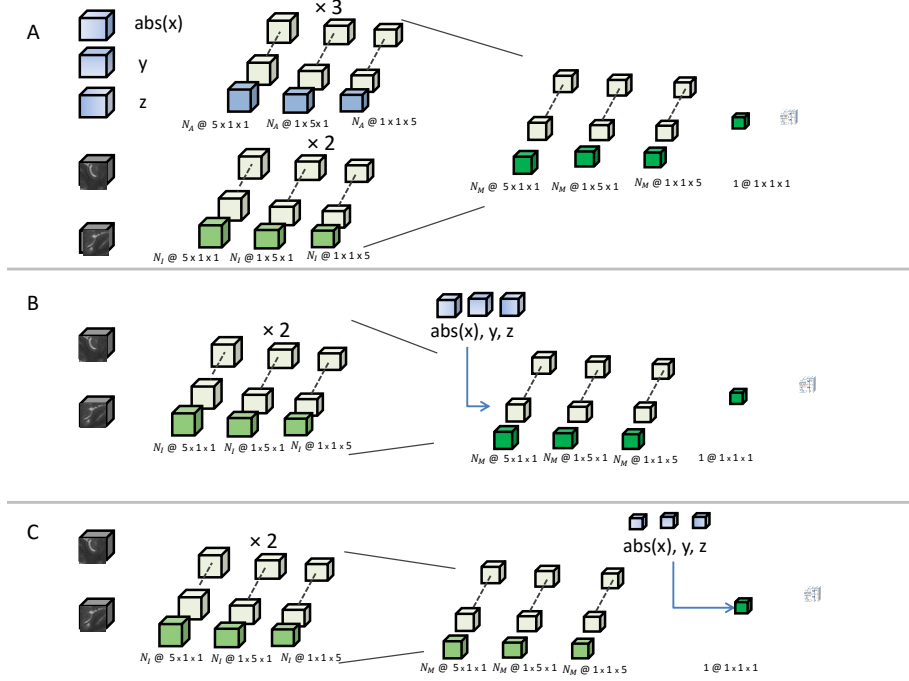 A
abs(x)
y
z
× 3
N_A @ 5 x 1 x 1
N_A @ 1 x 5 x 1
N_A @ 1 x 1 x 5
× 2
N_I @ 5 x 1 x 1
N_I @ 1 x 5 x 1
N_I @ 1 x 1 x 5
N_M @ 5 x 1 x 1
N_M @ 1 x 5 x 1
N_M @ 1 x 1 x 5
1 @ 1 x 1 x 1
B
× 2
N_I @ 5 x 1 x 1
N_I @ 1 x 5 x 1
N_I @ 1 x 1 x 5
abs(x), y, z
N_M @ 5 x 1 x 1
N_M @ 1 x 5 x 1
N_M @ 1 x 1 x 5
1 @ 1 x 1 x 1
C
× 2
N_I @ 5 x 1 x 1
N_I @ 1 x 5 x 1
N_I @ 1 x 1 x 5
N_M @ 5 x 1 x 1
N_M @ 1 x 5 x 1
N_M @ 1 x 1 x 5
abs(x), y, z
1 @ 1 x 1 x 1